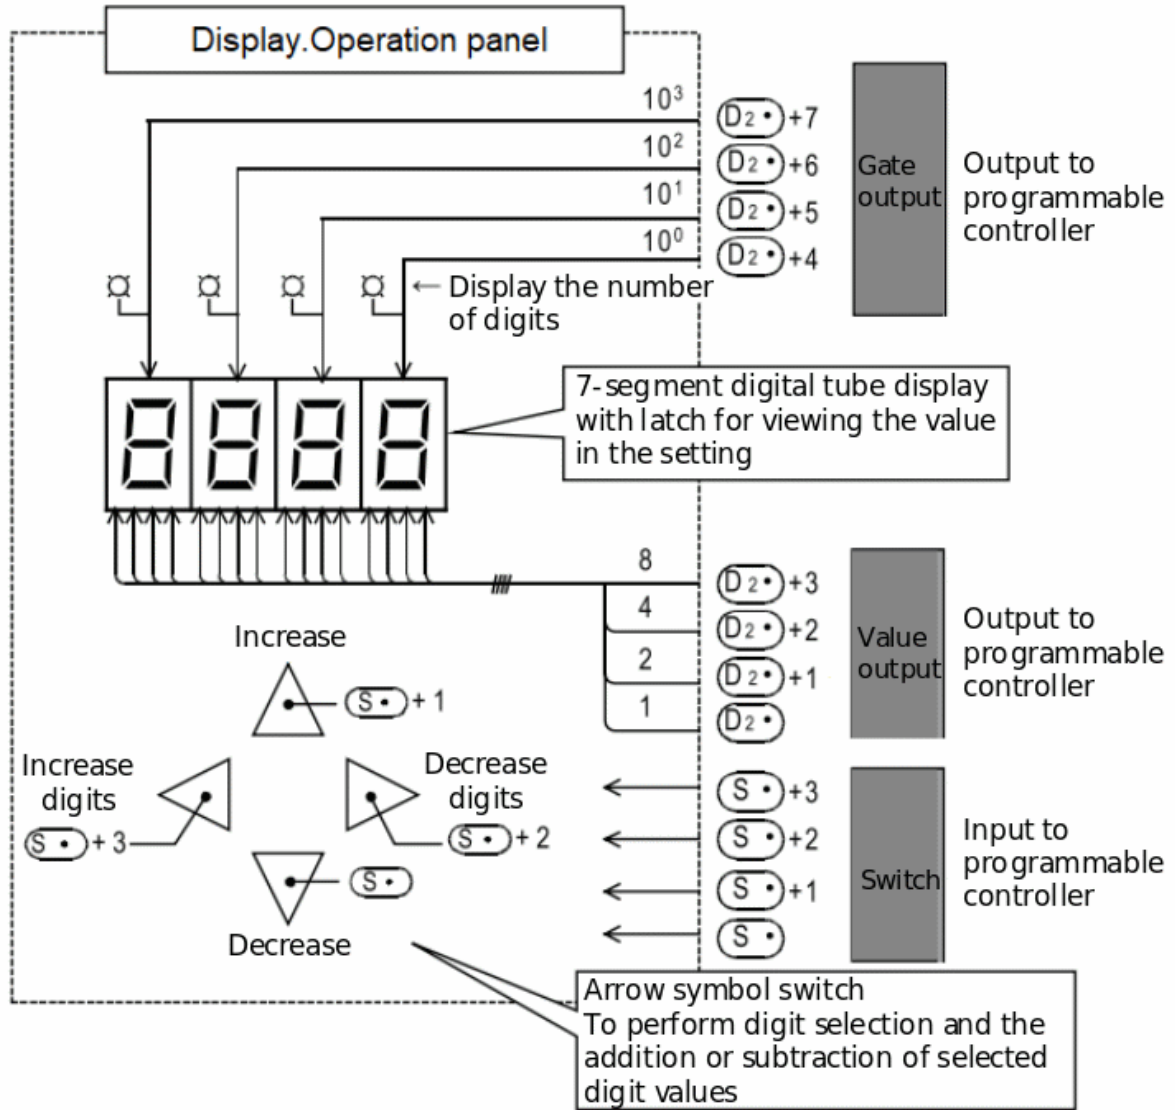 Display.Operation panel
10³
D2• +7
10²
D2• +6
10¹
D2• +5
10⁰
D2• +4
Gate
output
Output to
programmable
controller
← Display the number
of digits
8888
7-segment digital tube display
with latch for viewing the value
in the setting
8
D2• +3
4
D2• +2
2
D2• +1
1
D2•
Value
output
Output to
programmable
controller
Increase
S• + 1
Increase
digits
S• + 3
Decrease
digits
S• + 2
S•
Decrease
S• +3
S• +2
S• +1
S•
Switch
Input to
programmable
controller
Arrow symbol switch
To perform digit selection and the
addition or subtraction of selected
digit values